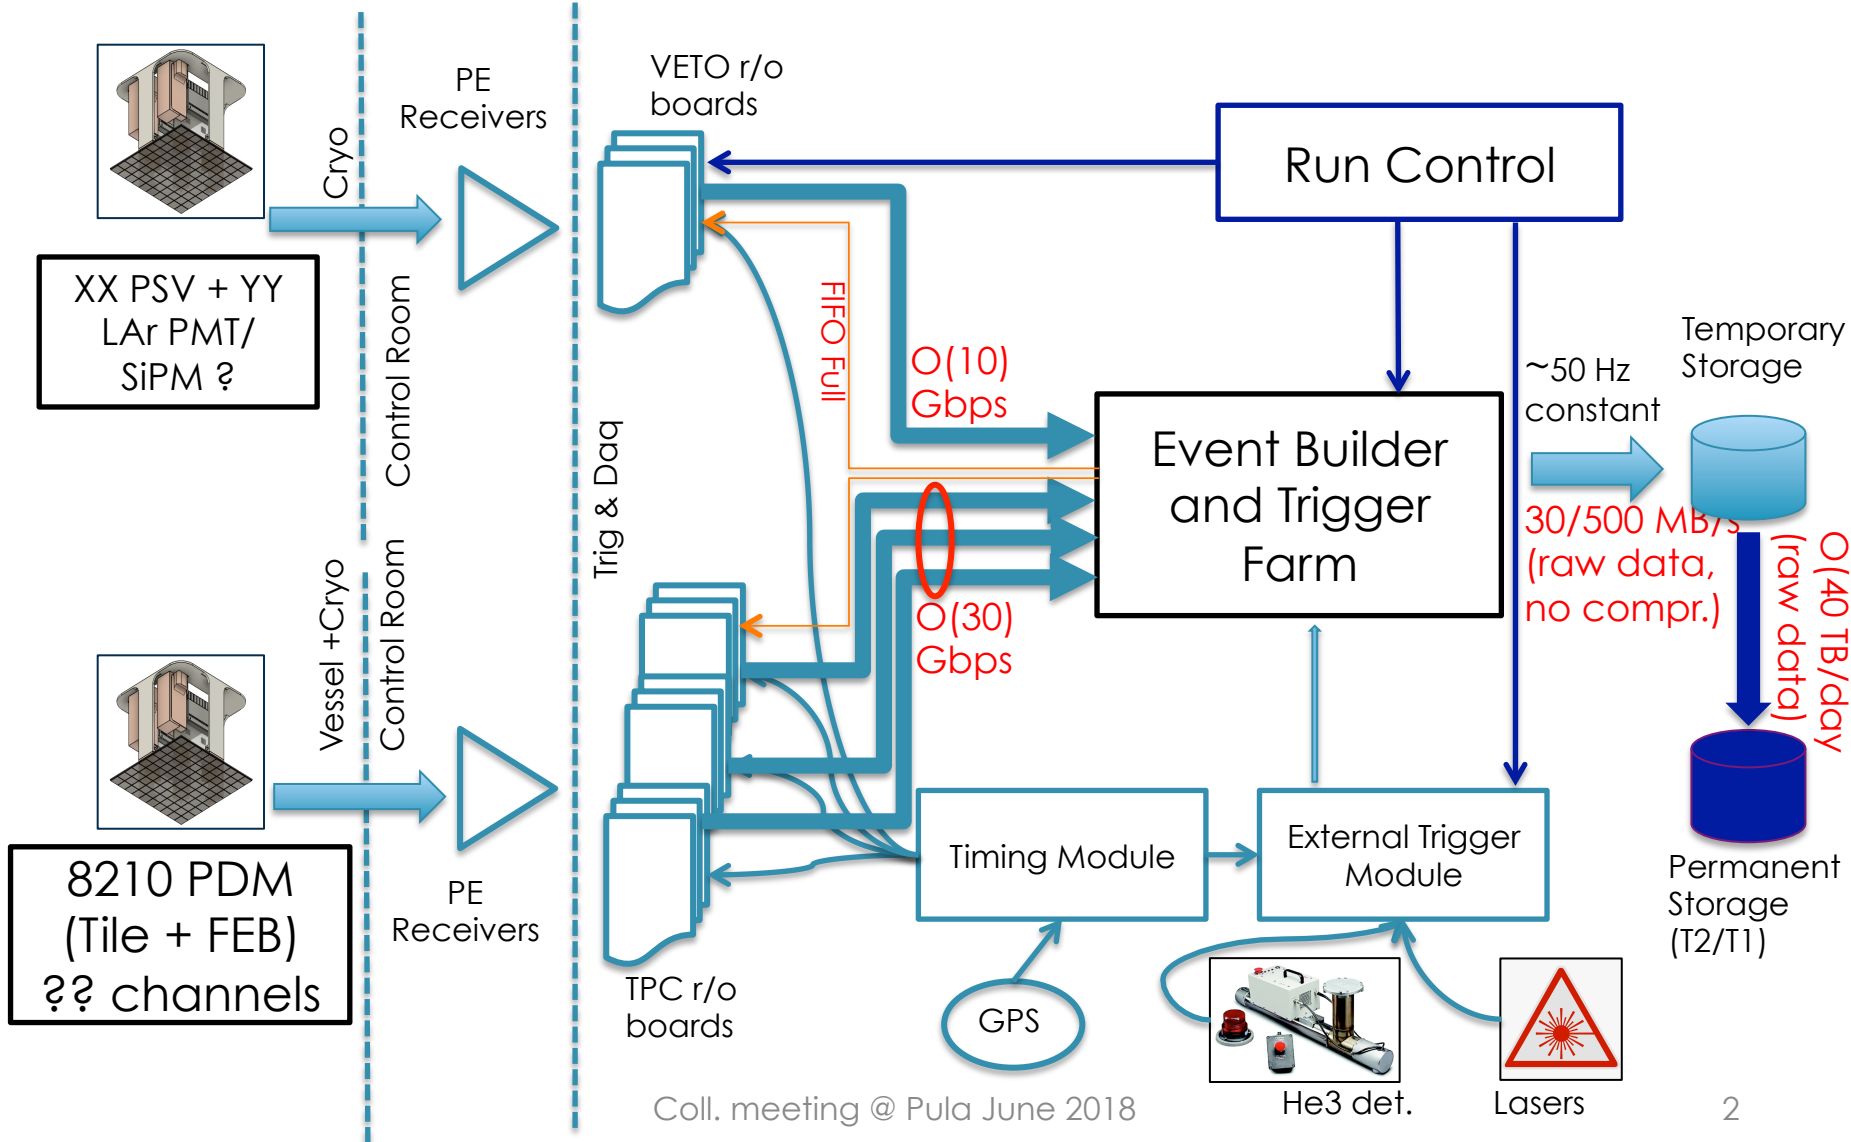 PE
Receivers
VETO r/o
boards
Cryo
Control Room
Run Control
XX PSV + YY
LAr PMT/
SiPM ?
FIFO Full
O(10)
Gbps
~50 Hz
constant
Temporary
Storage
Trig & Daq
Event Builder
and Trigger
Farm
30/500 MB/s
(raw data,
no compr.)
O(40 TB/day
(raw data)
Vessel +Cryo
Control Room
O(30)
Gbps
8210 PDM
(Tile + FEB)
?? channels
PE
Receivers
Timing Module
External Trigger
Module
Permanent
Storage
(T2/T1)
TPC r/o
boards
GPS
He3 det.
Lasers
Coll. meeting @ Pula June 2018
2